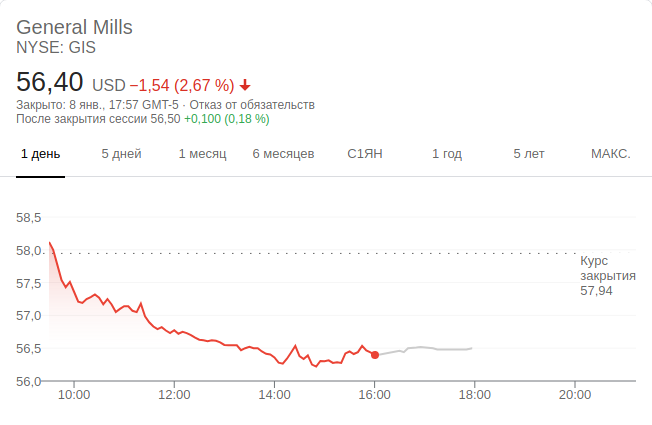 General Mills
NYSE: GIS
56,40 USD −1,54 (2,67 %)
Закрыто: 8 янв., 17:57 GMT-5 · Отказ от обязательств
После закрытия сессии 56,50 +0,100 (0,18 %)
1 день 5 дней 1 месяц 6 месяцев С1ЯН 1 год 5 лет МАКС.
58,5
58,0
57,5
57,0
56,5
56,0
Курс
закрытия
57,94
10:00 12:00 14:00 16:00 18:00 20:00